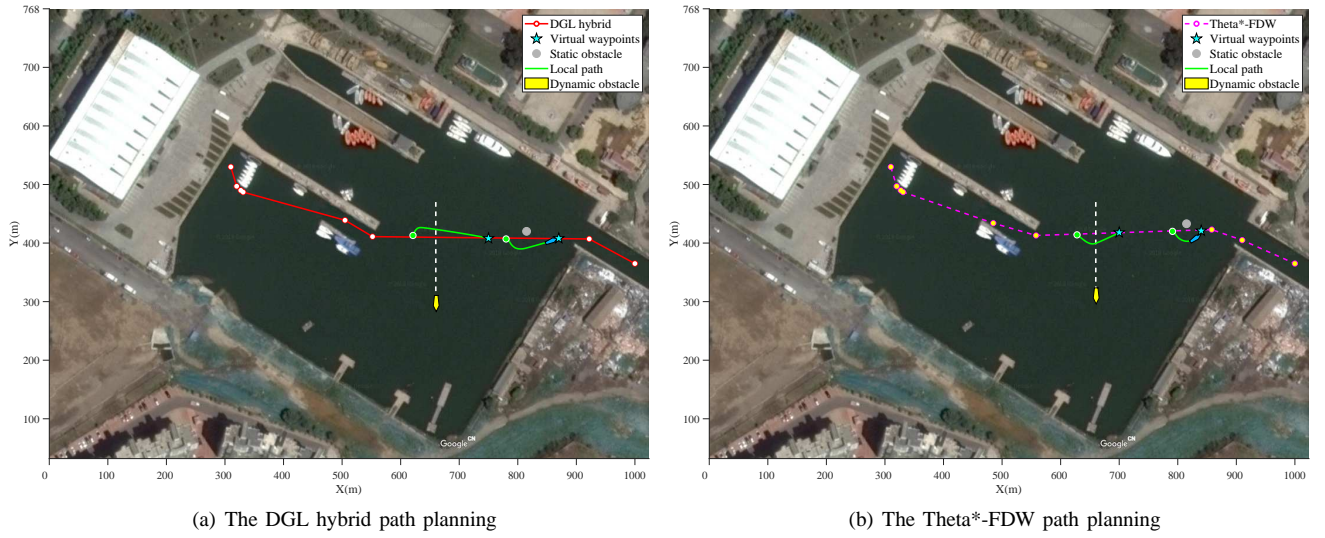 768
700
600
500
400
300
200
100
Y(m)
0
100
200
300
400
500
600
700
800
900
1000
X(m)
DGL hybrid
Virtual waypoints
Static obstacle
Local path
Dynamic obstacle
Google CN
(a) The DGL hybrid path planning
768
700
600
500
400
300
200
100
Y(m)
0
100
200
300
400
500
600
700
800
900
1000
X(m)
Theta*-FDW
Virtual waypoints
Static obstacle
Local path
Dynamic obstacle
Google CN
(b) The Theta*-FDW path planning